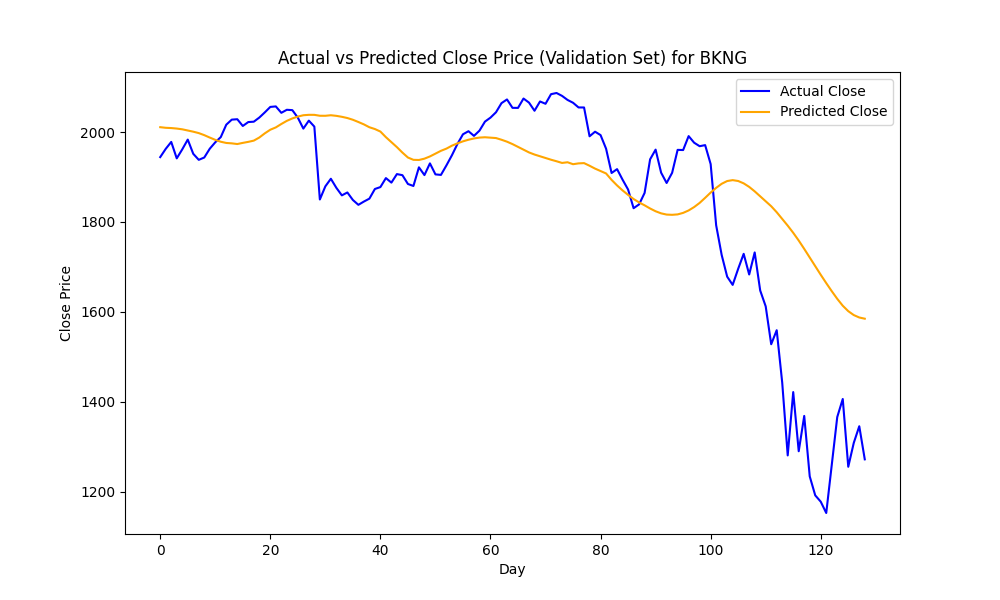 Actual vs Predicted Close Price (Validation Set) for BKNG
Actual Close
Predicted Close
Close Price
2000
1800
1600
1400
1200
0 20 40 60 80 100 120
Day